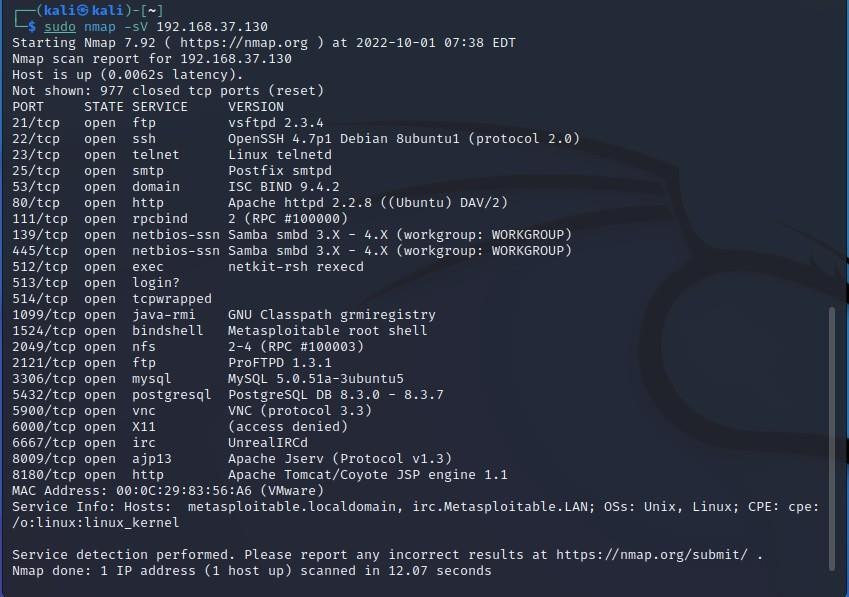 ┌──(kali㉿kali)-[~]
└─$ sudo nmap -sV 192.168.37.130
Starting Nmap 7.92 ( https://nmap.org ) at 2022-10-01 07:38 EDT
Nmap scan report for 192.168.37.130
Host is up (0.0062s latency).
Not shown: 977 closed tcp ports (reset)
PORT     STATE SERVICE     VERSION
21/tcp   open  ftp         vsftpd 2.3.4
22/tcp   open  ssh         OpenSSH 4.7p1 Debian 8ubuntu1 (protocol 2.0)
23/tcp   open  telnet      Linux telnetd
25/tcp   open  smtp        Postfix smtpd
53/tcp   open  domain      ISC BIND 9.4.2
80/tcp   open  http        Apache httpd 2.2.8 ((Ubuntu) DAV/2)
111/tcp  open  rpcbind     2 (RPC #100000)
139/tcp  open  netbios-ssn Samba smbd 3.X - 4.X (workgroup: WORKGROUP)
445/tcp  open  netbios-ssn Samba smbd 3.X - 4.X (workgroup: WORKGROUP)
512/tcp  open  exec        netkit-rsh rexecd
513/tcp  open  login?
514/tcp  open  tcpwrapped
1099/tcp open  java-rmi    GNU Classpath grmiregistry
1524/tcp open  bindshell   Metasploitable root shell
2049/tcp open  nfs         2-4 (RPC #100003)
2121/tcp open  ftp         ProFTPD 1.3.1
3306/tcp open  mysql       MySQL 5.0.51a-3ubuntu5
5432/tcp open  postgresql  PostgreSQL DB 8.3.0 - 8.3.7
5900/tcp open  vnc         VNC (protocol 3.3)
6000/tcp open  X11         (access denied)
6667/tcp open  irc         UnrealIRCd
8009/tcp open  ajp13       Apache Jserv (Protocol v1.3)
8180/tcp open  http        Apache Tomcat/Coyote JSP engine 1.1
MAC Address: 00:0C:29:83:56:A6 (VMware)
Service Info: Hosts:  metasploitable.localdomain, irc.Metasploitable.LAN; OSs: Unix, Linux; CPE: cpe:
/o:linux:linux_kernel

Service detection performed. Please report any incorrect results at https://nmap.org/submit/ .
Nmap done: 1 IP address (1 host up) scanned in 12.07 seconds